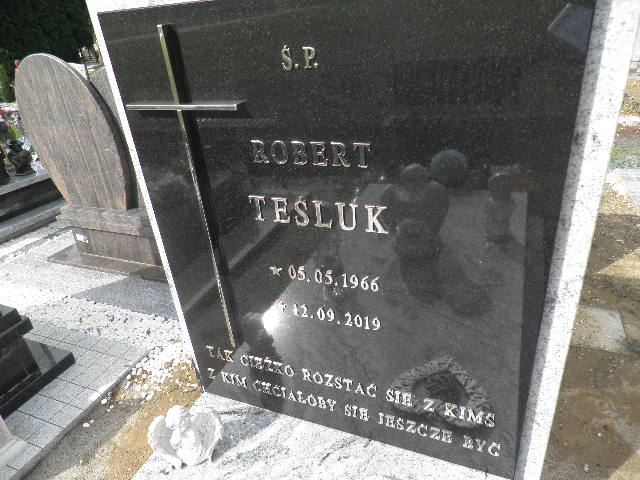 Ś.P.
ROBERT
TEŚLUK
★ 05.05.1966
✝ 12.09.2019
TAK CIĘŻKO ROZSTAĆ SIĘ Z KIMŚ
Z KIM CHCIAŁOBY SIĘ JESZCZE BYĆ